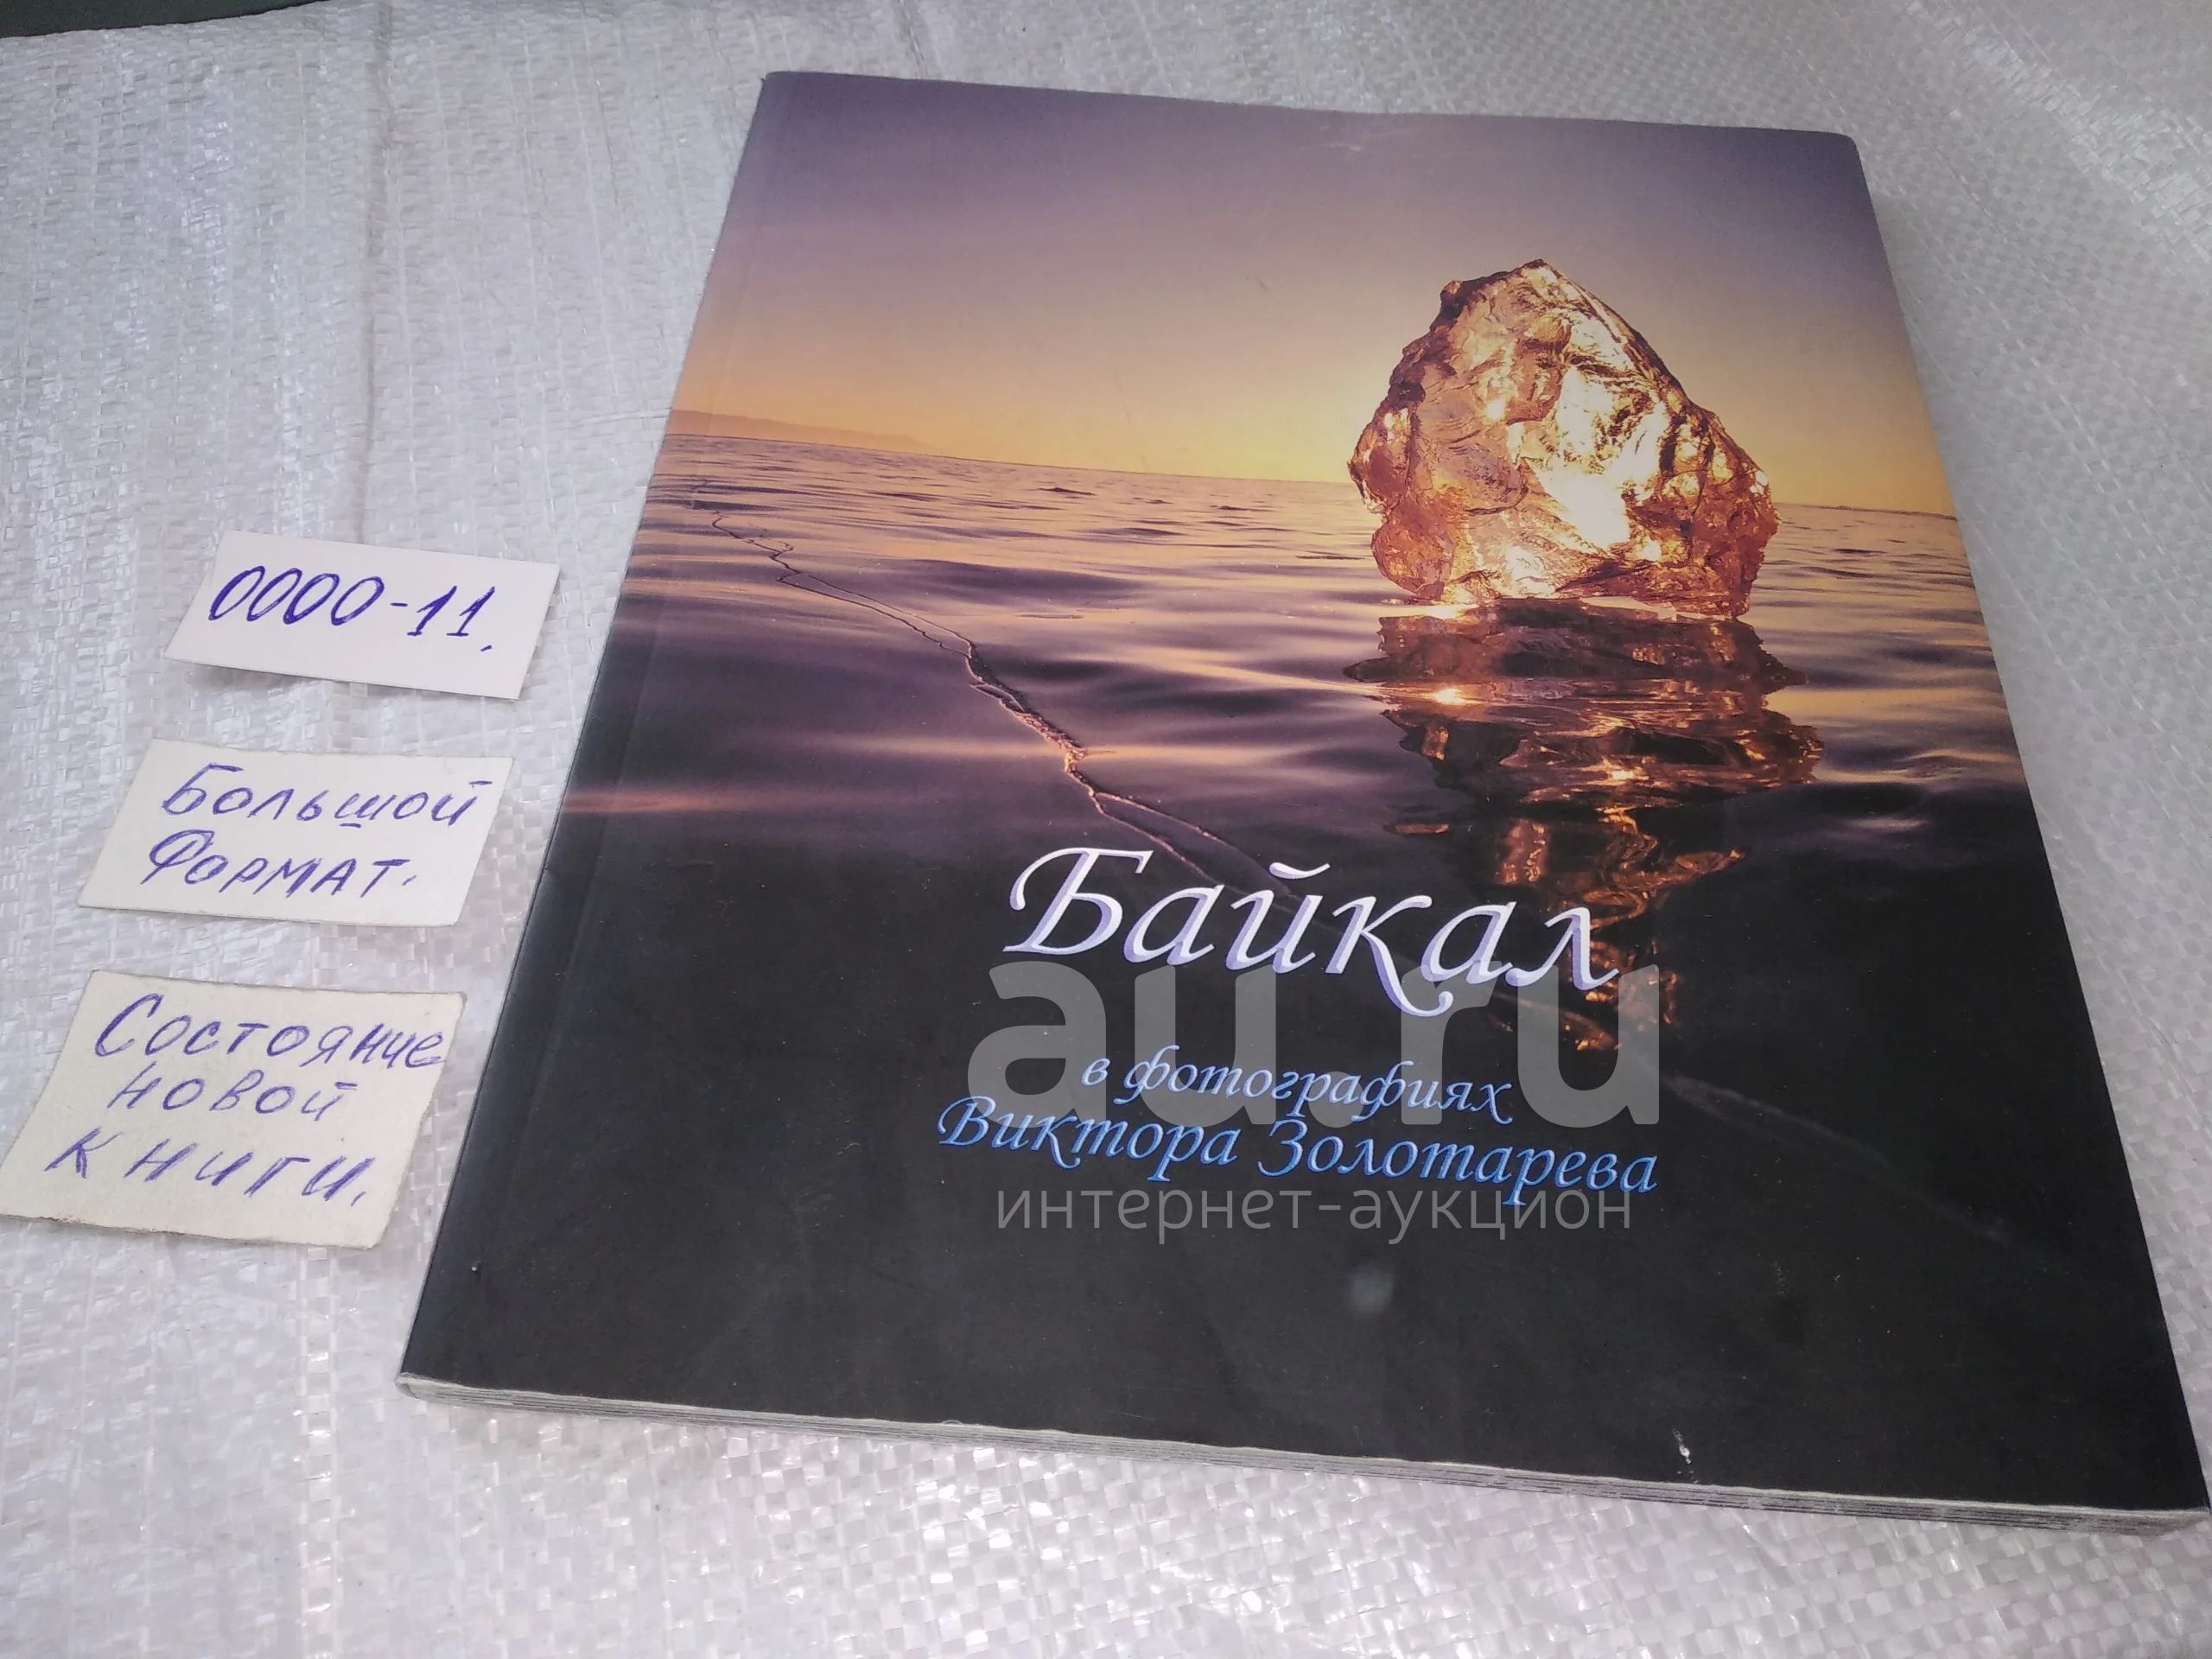 0000-11.
Большой
Формат.
Состояние
новой
книги.
Байкал
в фотографиях
Виктора Золотарева
au.ru
интернет-аукцион